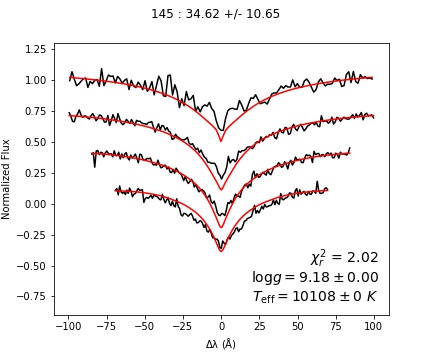 145 : 34.62 +/- 10.65
1.25
1.00
0.75
0.50
0.25
0.00
−0.25
−0.50
−0.75
Normalized Flux
χ²ᵣ = 2.02
logg = 9.18 ± 0.00
Teff = 10108 ± 0 K
−100 −75 −50 −25 0 25 50 75 100
Δλ (Å)